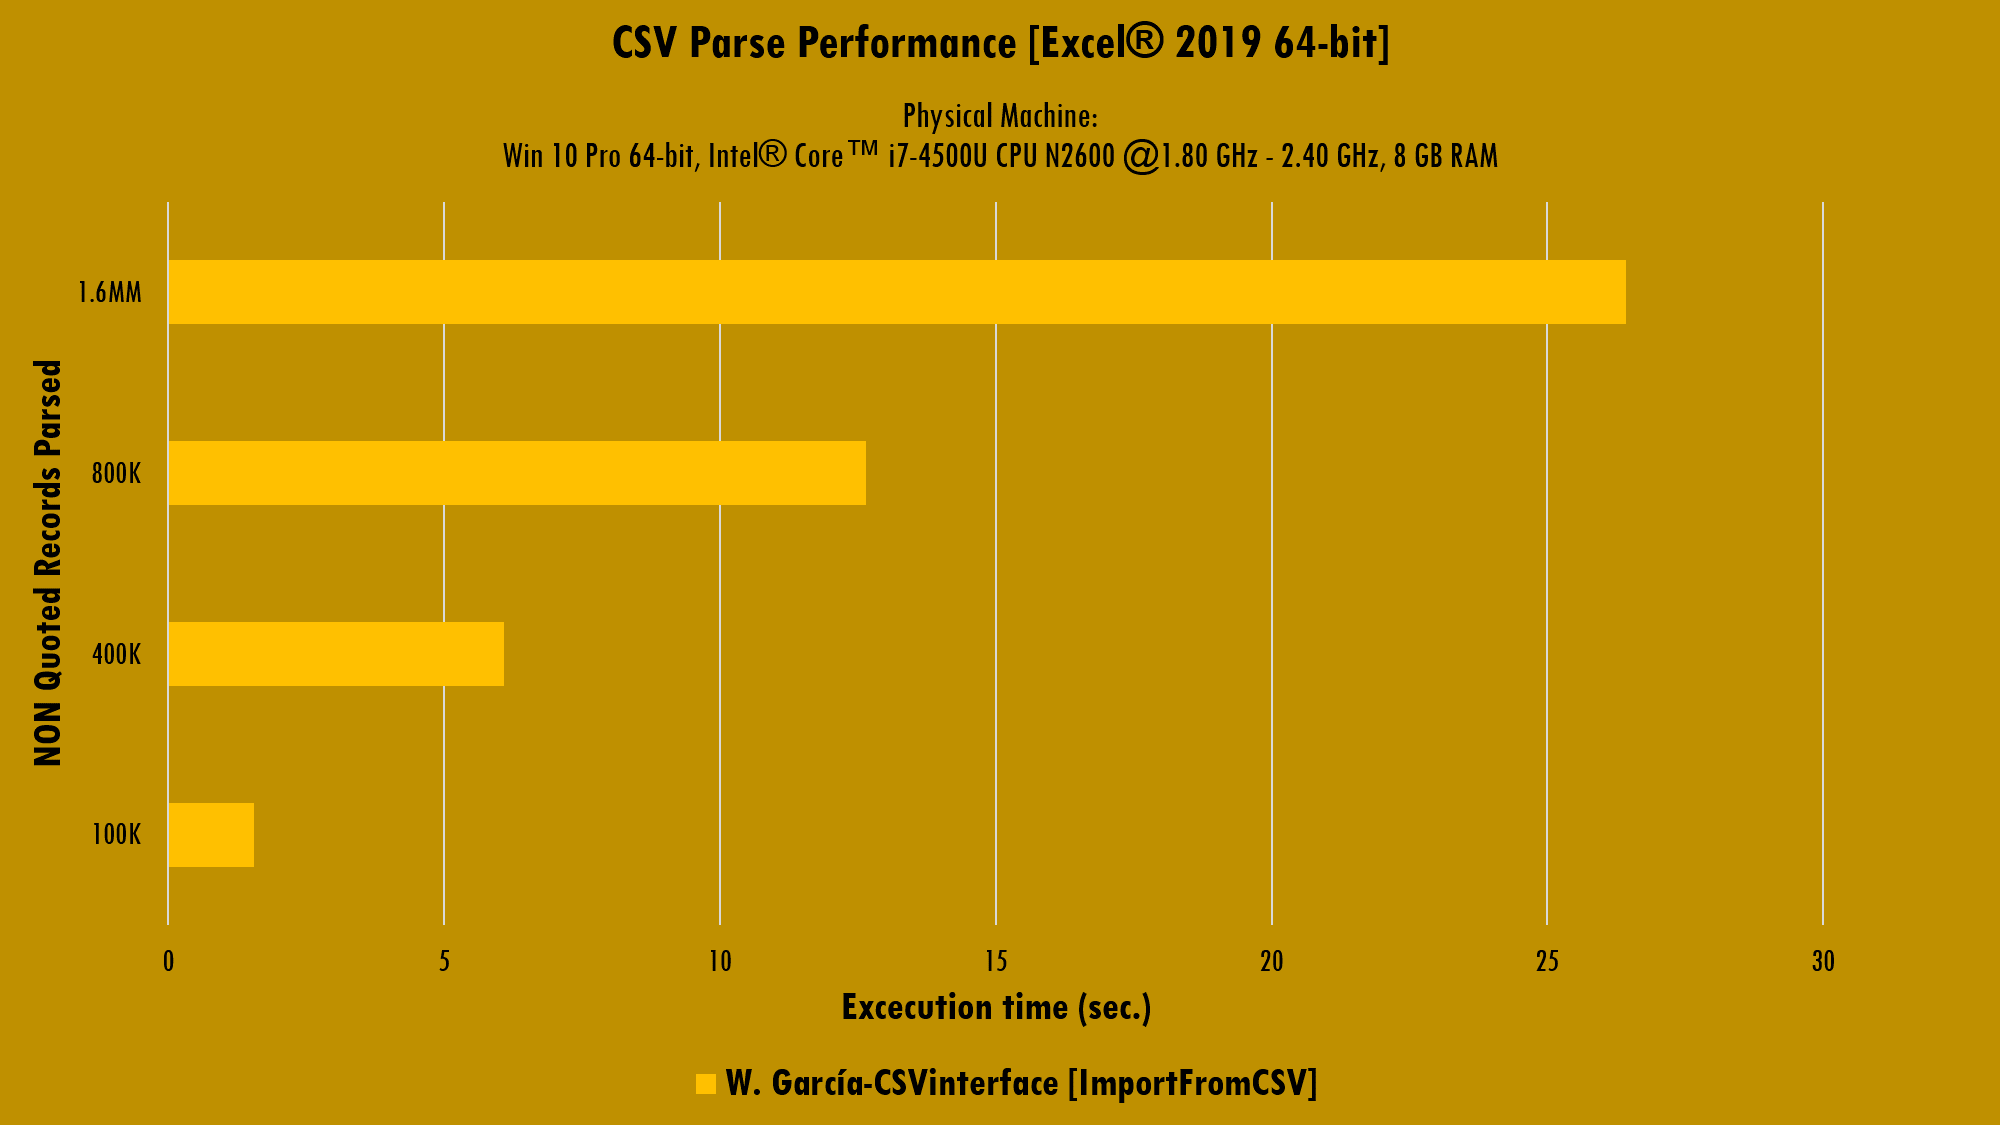 CSV Parse Performance [Excel® 2019 64-bit]
Physical Machine:
Win 10 Pro 64-bit, Intel® Core™ i7-4500U CPU N2600 @1.80 GHz - 2.40 GHz, 8 GB RAM
NON Quoted Records Parsed
1.6MM
800K
400K
100K
0 5 10 15 20 25 30
Excecution time (sec.)
W. García-CSVinterface [ImportFromCSV]